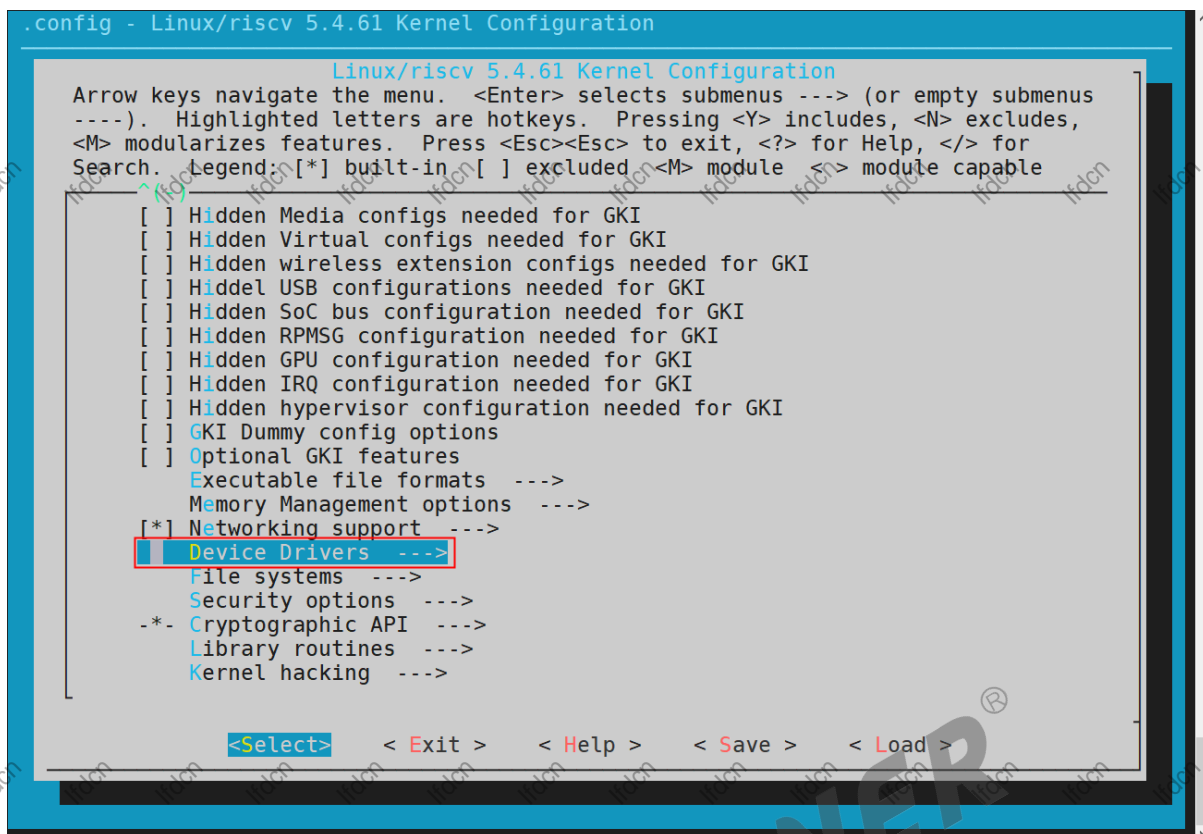 .config - Linux/riscv 5.4.61 Kernel Configuration
Linux/riscv 5.4.61 Kernel Configuration
Arrow keys navigate the menu.  <Enter> selects submenus ---> (or empty submenus
----).  Highlighted letters are hotkeys.  Pressing <Y> includes, <N> excludes,
<M> modularizes features.  Press <Esc><Esc> to exit, <?> for Help, </> for
Search.  Legend: [*] built-in  [ ] excluded  <M> module  < > module capable
^(-)
[ ] Hidden Media configs needed for GKI
[ ] Hidden Virtual configs needed for GKI
[ ] Hidden wireless extension configs needed for GKI
[ ] Hiddel USB configurations needed for GKI
[ ] Hidden SoC bus configuration needed for GKI
[ ] Hidden RPMSG configuration needed for GKI
[ ] Hidden GPU configuration needed for GKI
[ ] Hidden IRQ configuration needed for GKI
[ ] Hidden hypervisor configuration needed for GKI
[ ] GKI Dummy config options
[ ] Optional GKI features
Executable file formats  --->
Memory Management options  --->
[*] Networking support  --->
Device Drivers  --->
File systems  --->
Security options  --->
-*- Cryptographic API  --->
Library routines  --->
Kernel hacking  --->
<Select>    < Exit >    < Help >    < Save >    < Load >